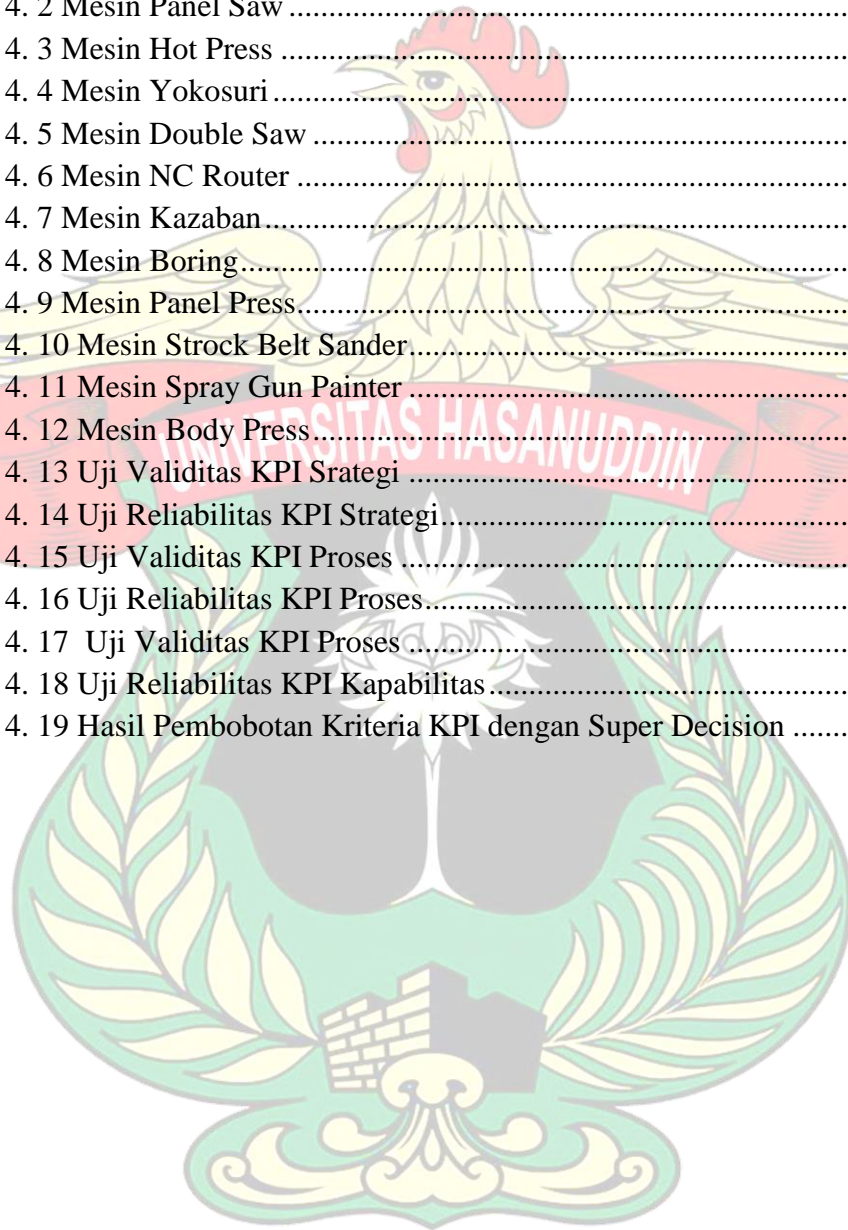 4. 2 Mesin Panel Saw ........................................................................
4. 3 Mesin Hot Press .........................................................................
4. 4 Mesin Yokosuri ..........................................................................
4. 5 Mesin Double Saw .....................................................................
4. 6 Mesin NC Router .......................................................................
4. 7 Mesin Kazaban...........................................................................
4. 8 Mesin Boring..............................................................................
4. 9 Mesin Panel Press.......................................................................
4. 10 Mesin Strock Belt Sander.........................................................
4. 11 Mesin Spray Gun Painter .........................................................
4. 12 Mesin Body Press.....................................................................
UNIVERSITAS HASANUDDIN
4. 13 Uji Validitas KPI Srategi .........................................................
4. 14 Uji Reliabilitas KPI Strategi.....................................................
4. 15 Uji Validitas KPI Proses ..........................................................
4. 16 Uji Reliabilitas KPI Proses.......................................................
4. 17  Uji Validitas KPI Proses .........................................................
4. 18 Uji Reliabilitas KPI Kapabilitas...............................................
4. 19 Hasil Pembobotan Kriteria KPI dengan Super Decision .......